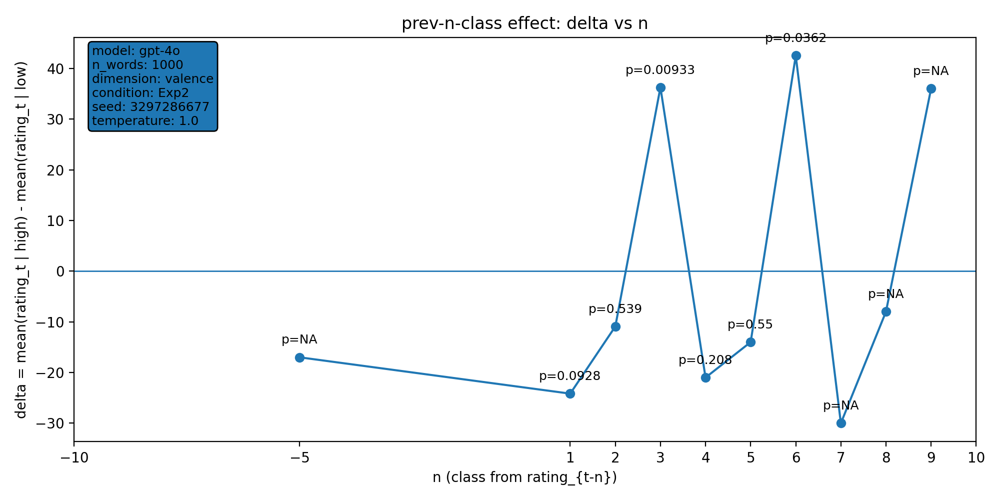 prev-n-class effect: delta vs n
model: gpt-4o
n_words: 1000
dimension: valence
condition: Exp2
seed: 3297286677
temperature: 1.0
delta = mean(rating_t | high) - mean(rating_t | low)
40
30
20
10
0
−10
−20
−30
p=NA
p=0.0928
p=0.539
p=0.00933
p=0.208
p=0.55
p=0.0362
p=NA
p=NA
p=NA
−10 −5 1 2 3 4 5 6 7 8 9 10
n (class from rating_{t-n})